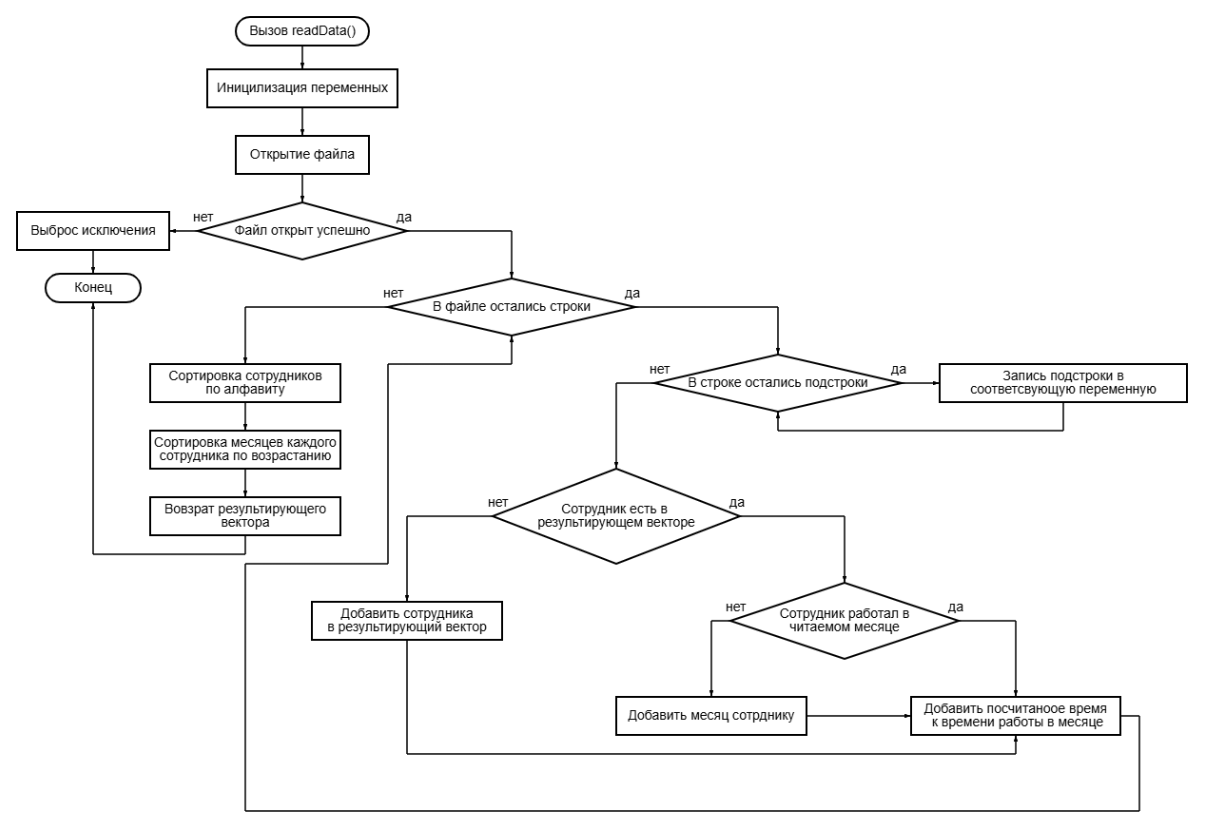 Вызов readData()
Иницилизация переменных
Открытие файла
нет
да
Выброс исключения
Файл открыт успешно
Конец
нет
да
В файле остались строки
Сортировка сотрудников
по алфавиту
нет
да
В строке остались подстроки
Запись подстроки в
соответсвующую переменную
Сортировка месяцев каждого
сотрудника по возрастанию
Вовзрат результирующего
вектора
нет
да
Сотрудник есть в
результирующем векторе
Добавить сотрудника
в результирующий вектор
нет
да
Сотрудник работал в
читаемом месяце
Добавить месяц сотрднику
Добавить посчитаноое время
к времени работы в месяце